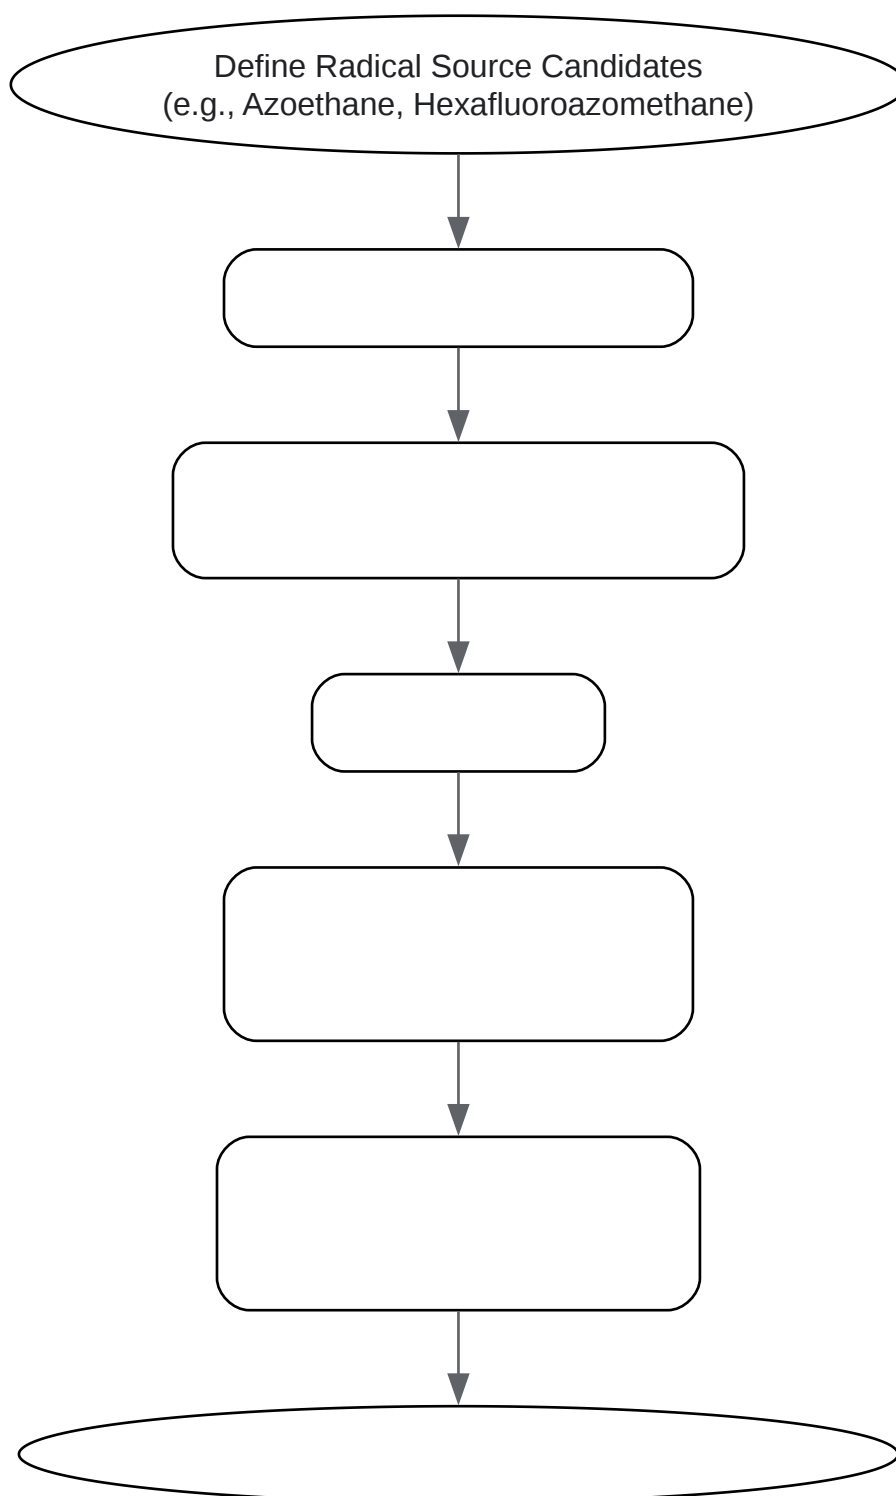 Define Radical Source Candidates
(e.g., Azoethane, Hexafluoroazomethane)